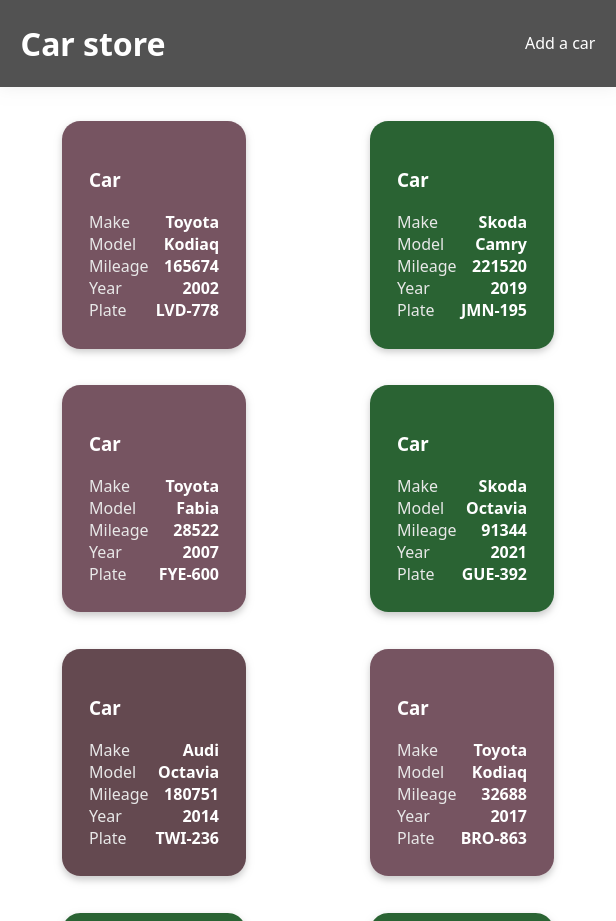 Car store
Add a car
Car
Make Toyota
Model Kodiaq
Mileage 165674
Year 2002
Plate LVD-778
Car
Make Skoda
Model Camry
Mileage 221520
Year 2019
Plate JMN-195
Car
Make Toyota
Model Fabia
Mileage 28522
Year 2007
Plate FYE-600
Car
Make Skoda
Model Octavia
Mileage 91344
Year 2021
Plate GUE-392
Car
Make Audi
Model Octavia
Mileage 180751
Year 2014
Plate TWI-236
Car
Make Toyota
Model Kodiaq
Mileage 32688
Year 2017
Plate BRO-863